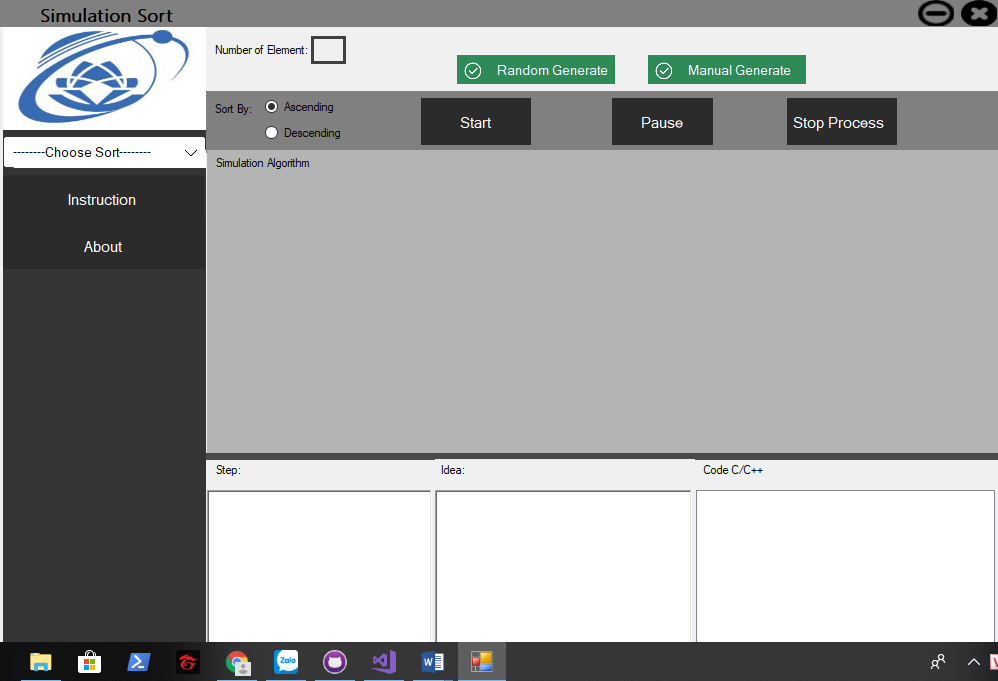 Simulation Sort
Number of Element:
Random Generate
Manual Generate
Sort By:
Ascending
Descending
Start
Pause
Stop Process
--------Choose Sort--------
Instruction
About
Simulation Algorithm
Step:
Idea:
Code C/C++
Zalo
W